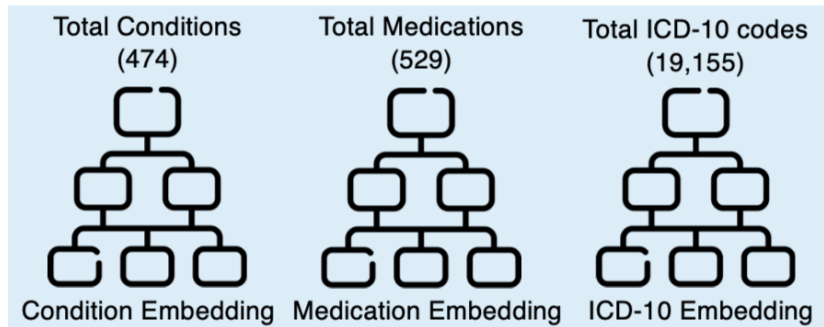 Total Conditions
(474)
Total Medications
(529)
Total ICD-10 codes
(19,155)
Condition Embedding
Medication Embedding
ICD-10 Embedding